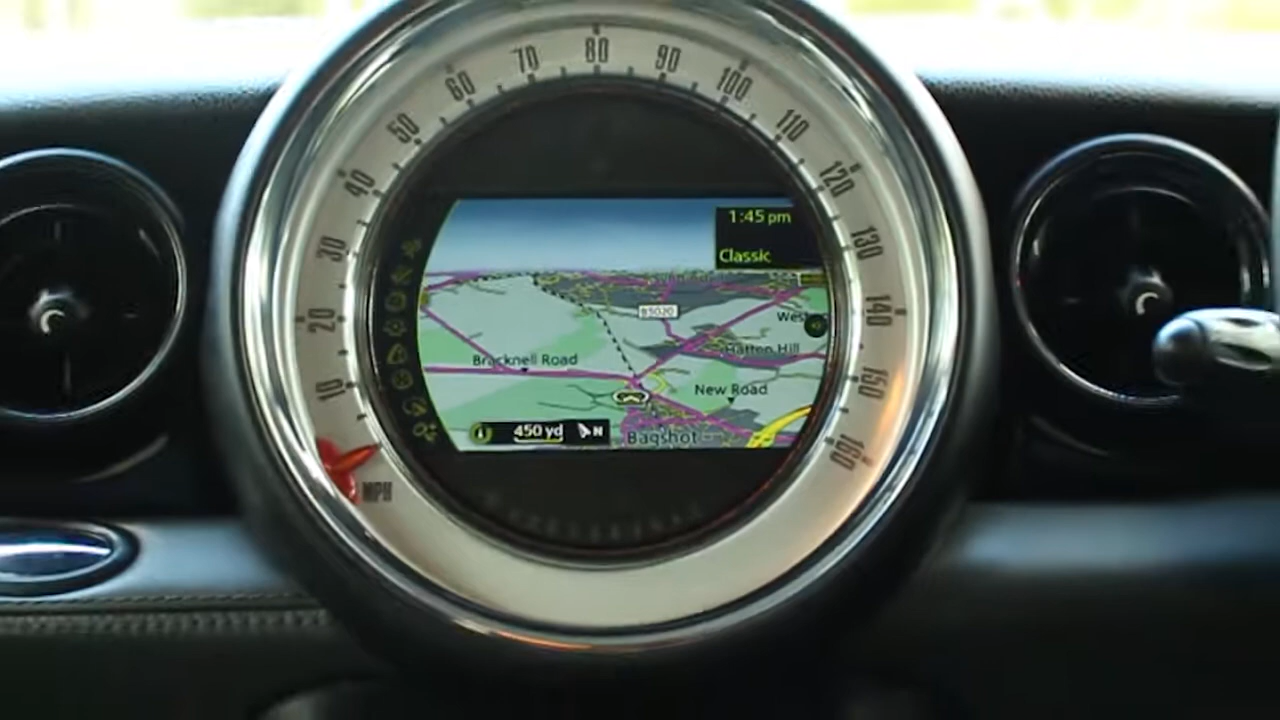 10
20
30
40
50
60
70
80
90
100
110
120
130
140
150
160
MPH
1:45 pm
Classic
B3020
Bracknell Road
Hatton Hill
New Road
450 yd
N
Bagshot